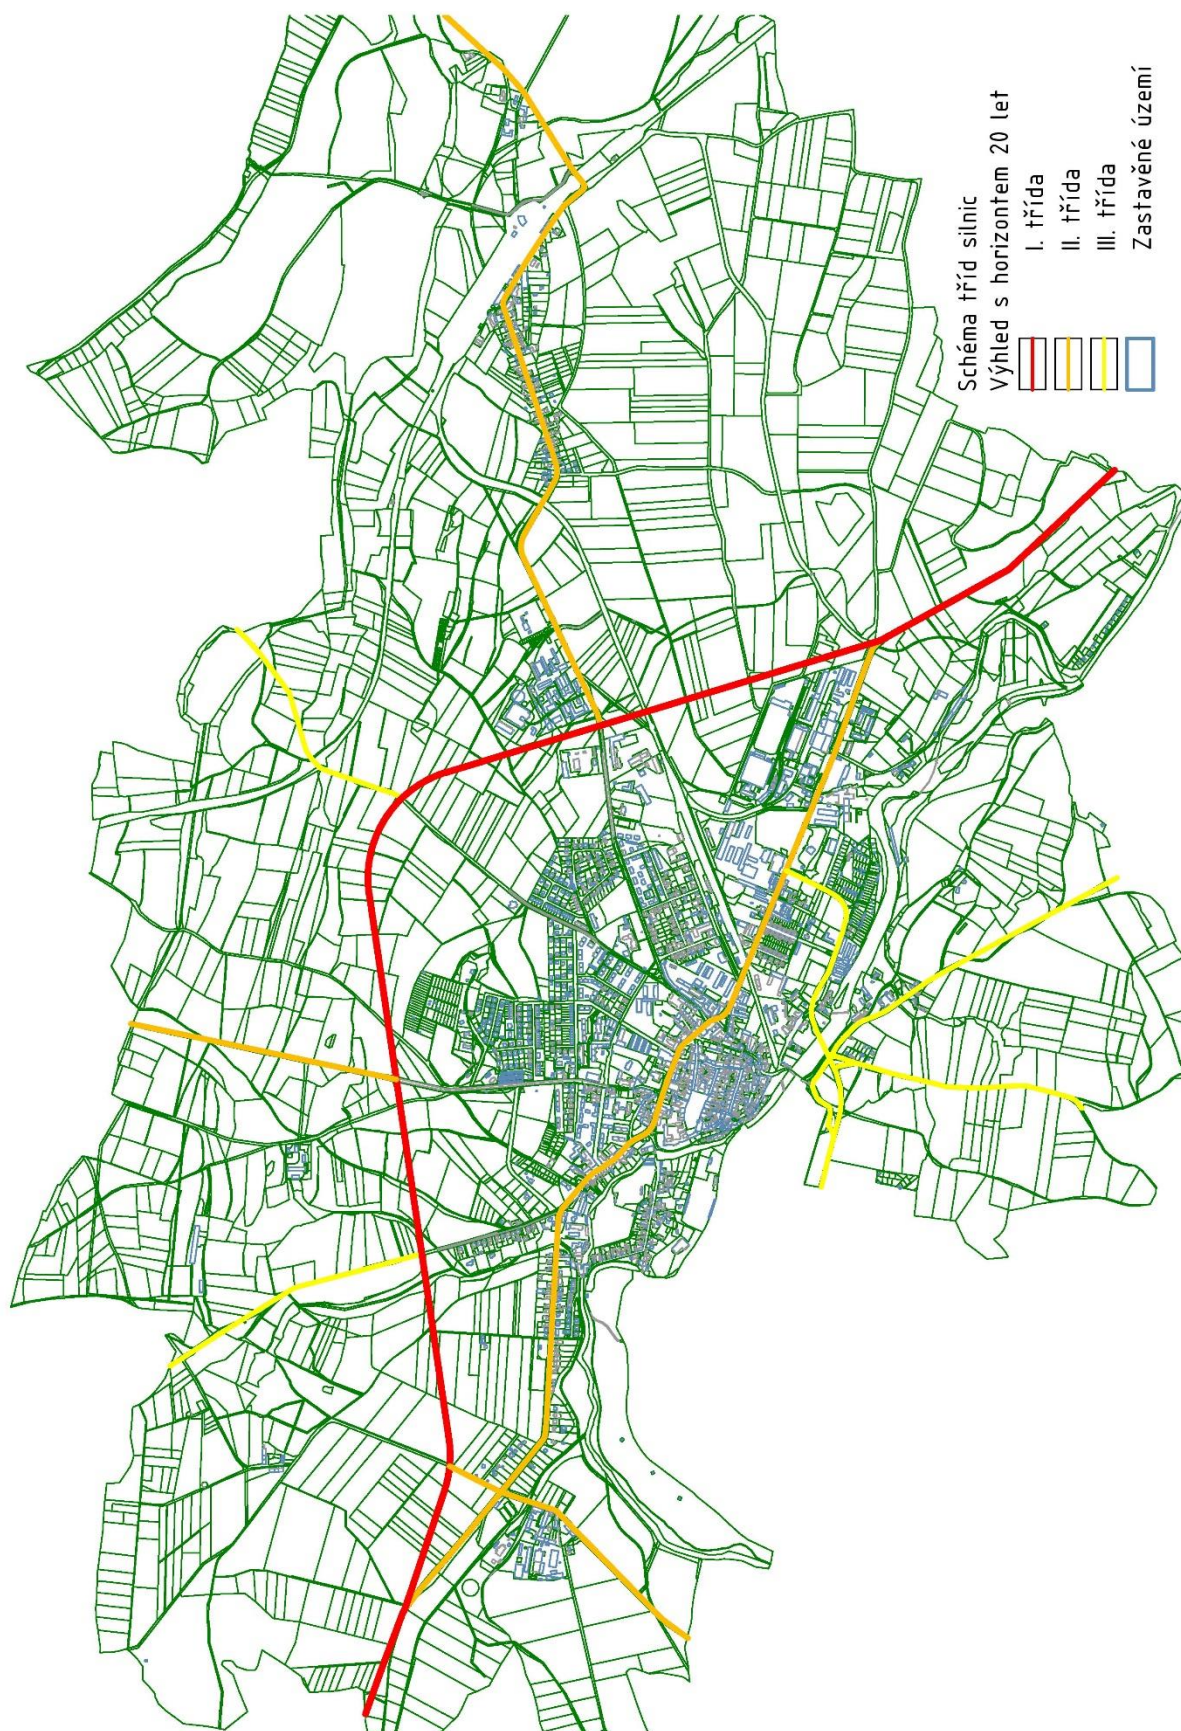 Schéma tříd silnic
Výhled s horizontem 20 let
I. třída
II. třída
III. třída
Zastavěné území